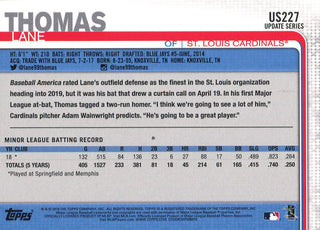 THOMAS
LANE
US227
UPDATE SERIES
OF | ST. LOUIS CARDINALS®
HT: 6'1" WT: 210 BATS: RIGHT THROWS: RIGHT DRAFTED: BLUE JAYS #5-JUNE, 2014
ACQ: TRADE WITH BLUE JAYS, 7-2-17 BORN: 8-23-95, KNOXVILLE, TN HOME: KNOXVILLE, TN
@lane99thomas @lane99thomas
Baseball America rated Lane's outfield defense as the finest in the St. Louis organization
heading into 2019, but it was his bat that drew a curtain call on April 19. In his first Major
League at-bat, Thomas tagged a two-run homer. "I think we're going to see a lot of him,"
Cardinals pitcher Adam Wainwright predicts. "He's going to be a great player."
MINOR LEAGUE BATTING RECORD
YR CLUB G AB R H 2B 3B HR RBI SB BB SLG OPS AVG
18 * 132 515 84 136 23 6 27 88 17 50 .489 .823 .264
TOTALS (5 YEARS) 405 1527 233 381 81 18 45 214 61 165 .415 .740 .250
*Played at Springfield and Memphis
Topps